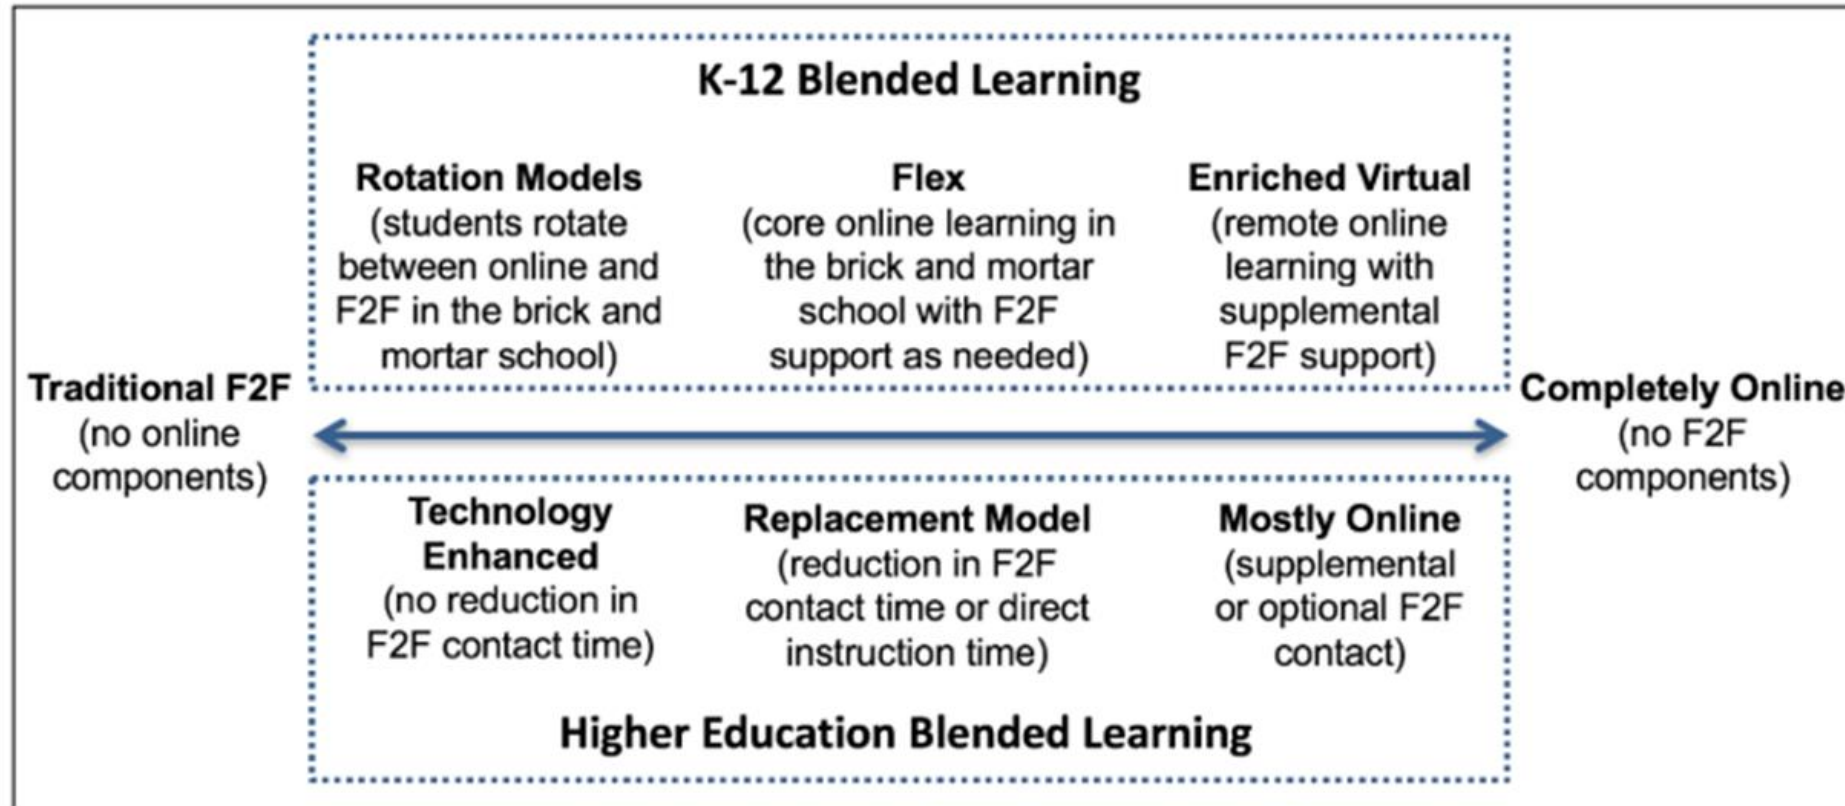 K-12 Blended Learning
Rotation Models
(students rotate
between online and
F2F in the brick and
mortar school)
Flex
(core online learning in
the brick and mortar
school with F2F
support as needed)
Enriched Virtual
(remote online
learning with
supplemental
F2F support)
Traditional F2F
(no online
components)
Completely Online
(no F2F
components)
Technology
Enhanced
(no reduction in
F2F contact time)
Replacement Model
(reduction in F2F
contact time or direct
instruction time)
Mostly Online
(supplemental
or optional F2F
contact)
Higher Education Blended Learning